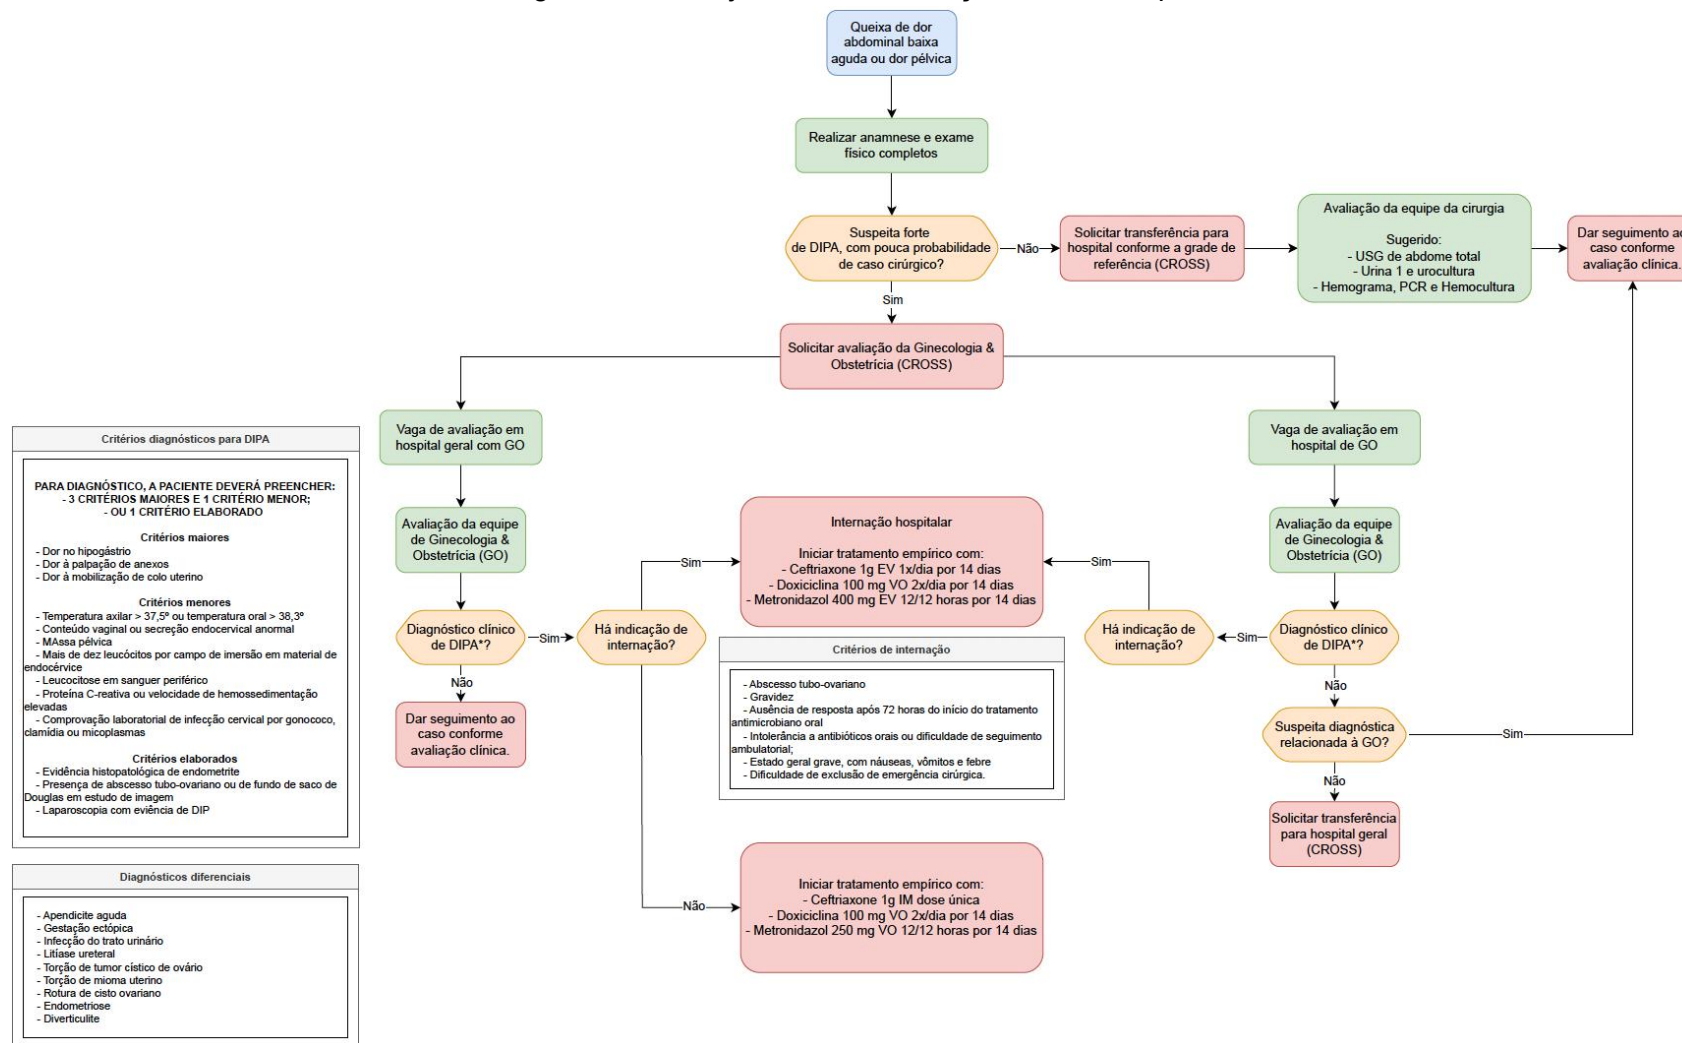 Queixa de dor
abdominal baixa
aguda ou dor pélvica
Realizar anamnese e exame
físico completos
Suspeita forte
de DIPA, com pouca probabilidade
de caso cirúrgico?
Não
Solicitar transferência para
hospital conforme a grade de
referência (CROSS)
Avaliação da equipe da cirurgia
Sugerido:
- USG de abdome total
- Urina 1 e urocultura
- Hemograma, PCR e Hemocultura
Dar seguimento ao
caso conforme
avaliação clínica.
Sim
Solicitar avaliação da Ginecologia &
Obstetrícia (CROSS)
Vaga de avaliação em
hospital geral com GO
Avaliação da equipe
de Ginecologia &
Obstetrícia (GO)
Diagnóstico clínico
de DIPA*?
Sim
Há indicação de
internação?
Não
Dar seguimento ao
caso conforme
avaliação clínica.
Sim
Internação hospitalar
Iniciar tratamento empírico com:
- Ceftriaxone 1g EV 1x/dia por 14 dias
- Doxiciclina 100 mg VO 2x/dia por 14 dias
- Metronidazol 400 mg EV 12/12 horas por 14 dias
Critérios de internação
- Abscesso tubo-ovariano
- Gravidez
- Ausência de resposta após 72 horas do início do tratamento
antimicrobiano oral
- Intolerância a antibióticos orais ou dificuldade de seguimento
ambulatorial;
- Estado geral grave, com náuseas, vômitos e febre
- Dificuldade de exclusão de emergência cirúrgica.
Não
Iniciar tratamento empírico com:
- Ceftriaxone 1g IM dose única
- Doxiciclina 100 mg VO 2x/dia por 14 dias
- Metronidazol 250 mg VO 12/12 horas por 14 dias
Vaga de avaliação em
hospital de GO
Avaliação da equipe
de Ginecologia &
Obstetrícia (GO)
Diagnóstico clínico
de DIPA*?
Sim
Há indicação de
internação?
Sim
Não
Suspeita diagnóstica
relacionada à GO?
Sim
Não
Solicitar transferência
para hospital geral
(CROSS)
Critérios diagnósticos para DIPA
PARA DIAGNÓSTICO, A PACIENTE DEVERÁ PREENCHER:
- 3 CRITÉRIOS MAIORES E 1 CRITÉRIO MENOR;
- OU 1 CRITÉRIO ELABORADO
Critérios maiores
- Dor no hipogástrio
- Dor à palpação de anexos
- Dor à mobilização de colo uterino
Critérios menores
- Temperatura axilar > 37,5º ou temperatura oral > 38,3º
- Conteúdo vaginal ou secreção endocervical anormal
- MAssa pélvica
- Mais de dez leucócitos por campo de imersão em material de
endocérvice
- Leucocitose em sanguer periférico
- Proteína C-reativa ou velocidade de hemossedimentação
elevadas
- Comprovação laboratorial de infecção cervical por gonococo,
clamídia ou micoplasmas
Critérios elaborados
- Evidência histopatológica de endometrite
- Presença de abscesso tubo-ovariano ou de fundo de saco de
Douglas em estudo de imagem
- Laparoscopia com eviência de DIP
Diagnósticos diferenciais
- Apendicite aguda
- Gestação ectópica
- Infecção do trato urinário
- Litíase ureteral
- Torção de tumor cístico de ovário
- Torção de mioma uterino
- Rotura de cisto ovariano
- Endometriose
- Diverticulite